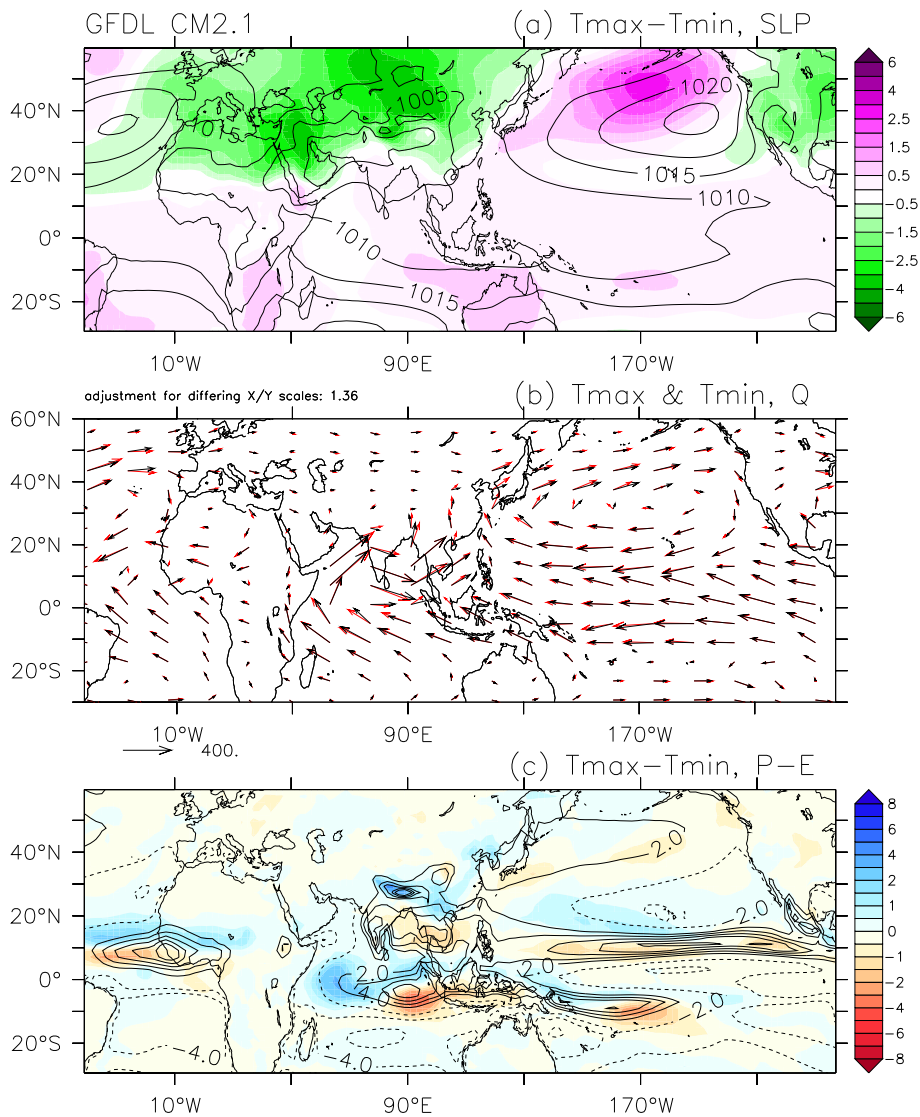 GFDL CM2.1 (a) Tmax−Tmin, SLP
40°N
20°N
0°
20°S
10°W 90°E 170°W
1005
1015
1020
1015
1010
1010
1015
6
4
2.5
1.5
0.5
−0.5
−1.5
−2.5
−4
−6
adjustment for differing X/Y scales: 1.36 (b) Tmax & Tmin, Q
60°N
40°N
20°N
0°
20°S
10°W 90°E 170°W
400.
(c) Tmax−Tmin, P−E
40°N
20°N
0°
20°S
10°W 90°E 170°W
2.0
−2.0
−2.0
−4.0
2.0
2.0
−4.0
−4.0
8
6
5
4
2
1
0
−1
−2
−4
−5
−6
−8